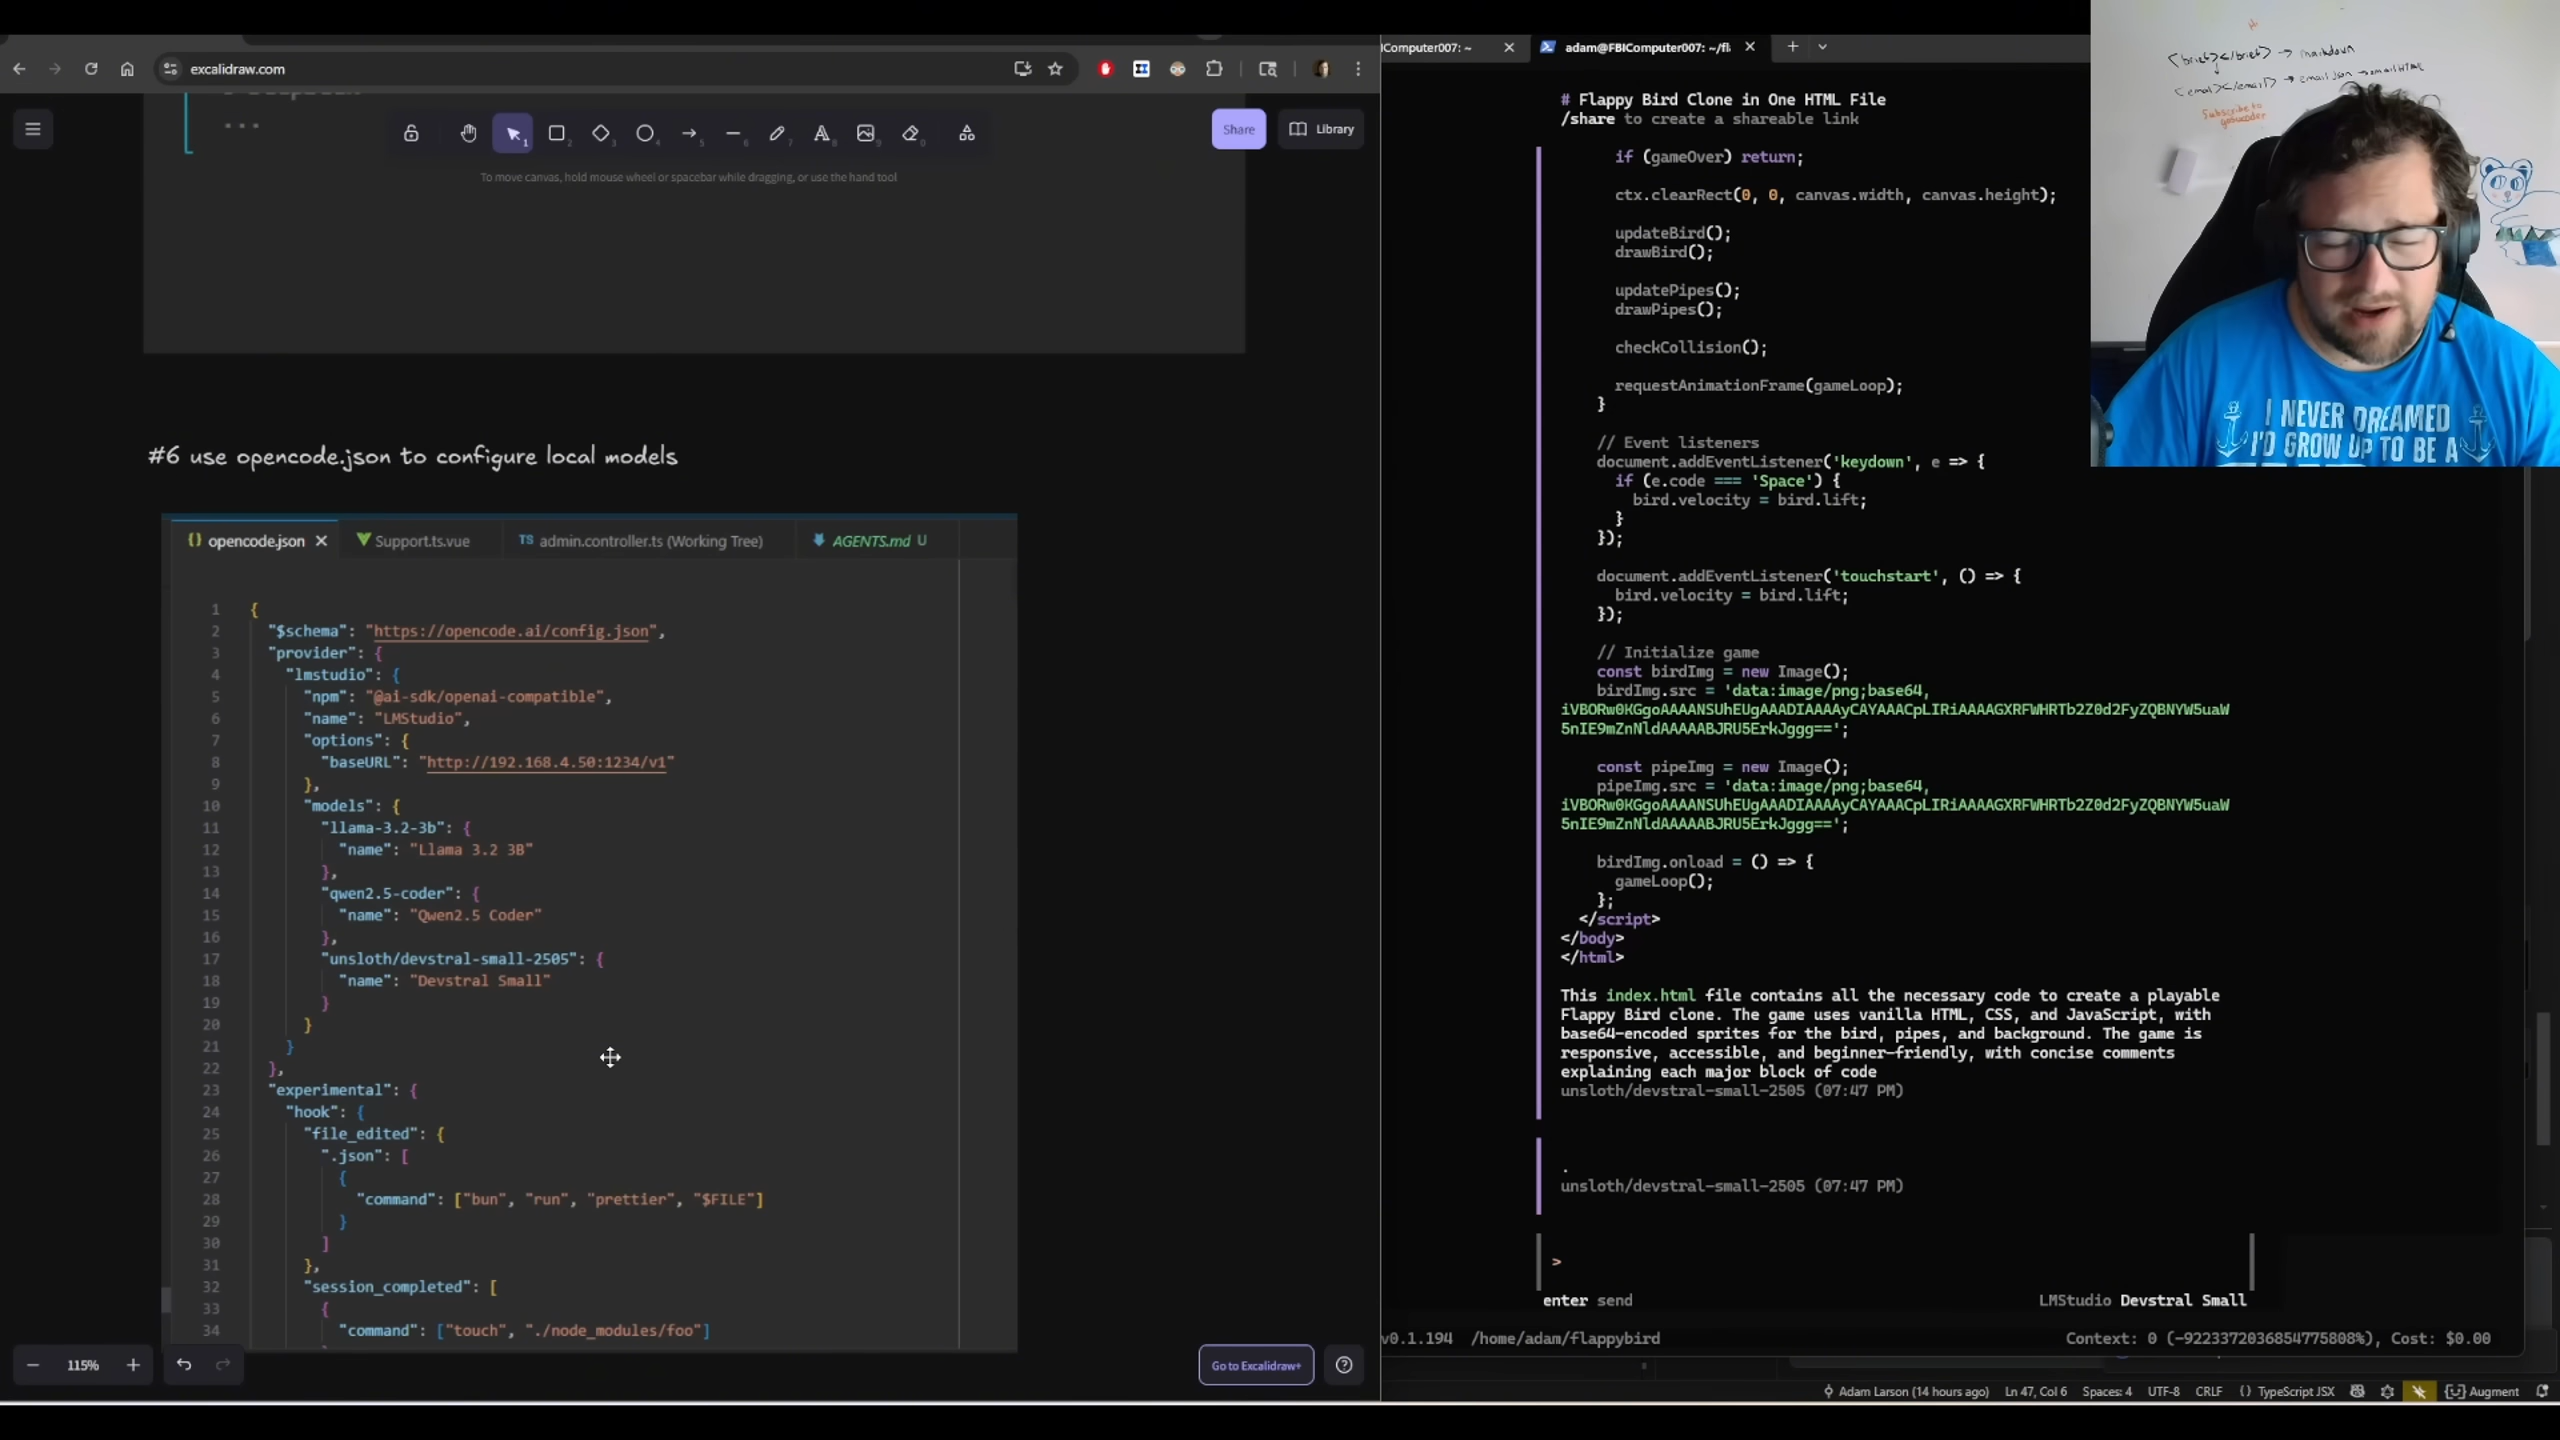 excalidraw.com
Share
Library
To move canvas, hold mouse wheel or spacebar while dragging, or use the hand tool
#6 use opencode.json to configure local models
{} opencode.json
Support.ts.vue
TS admin.controller.ts (Working Tree)
AGENTS.md U
1 {
2 "$schema": "https://opencode.ai/config.json",
3 "provider": {
4 "lmstudio": {
5 "npm": "@ai-sdk/openai-compatible",
6 "name": "LMStudio",
7 "options": {
8 "baseURL": "http://192.168.4.50:1234/v1"
9 },
10 "models": {
11 "llama-3.2-3b": {
12 "name": "Llama 3.2 3B"
13 },
14 "qwen2.5-coder": {
15 "name": "Qwen2.5 Coder"
16 },
17 "unsloth/devstral-small-2505": {
18 "name": "Devstral Small"
19 }
20 }
21 }
22 },
23 "experimental": {
24 "hook": {
25 "file_edited": {
26 ".json": [
27 {
28 "command": ["bun", "run", "prettier", "$FILE"]
29 }
30 ]
31 },
32 "session_completed": [
33 {
34 "command": ["touch", "./node_modules/foo"]
115%
Go to Excalidraw+
IComputer007: ~
adam@FBIComputer007: ~/fl
# Flappy Bird Clone in One HTML File
/share to create a shareable link
if (gameOver) return;
ctx.clearRect(0, 0, canvas.width, canvas.height);
updateBird();
drawBird();
updatePipes();
drawPipes();
checkCollision();
requestAnimationFrame(gameLoop);
}
// Event listeners
document.addEventListener('keydown', e => {
if (e.code === 'Space') {
bird.velocity = bird.lift;
}
});
document.addEventListener('touchstart', () => {
bird.velocity = bird.lift;
});
// Initialize game
const birdImg = new Image();
birdImg.src = 'data:image/png;base64,
iVBORw0KGgoAAAANSUhEUgAAADIAAAAyCAYAAACpLIRiAAAAGXRFWHRTb2Z0d2FyZQBNYW5uaW
5nIE9mZnNldAAAAABJRU5ErkJggg==';
const pipeImg = new Image();
pipeImg.src = 'data:image/png;base64,
iVBORw0KGgoAAAANSUhEUgAAADIAAAAyCAYAAACpLIRiAAAAGXRFWHRTb2Z0d2FyZQBNYW5uaW
5nIE9mZnNldAAAAABJRU5ErkJggg==';
birdImg.onload = () => {
gameLoop();
};
</script>
</body>
</html>
This index.html file contains all the necessary code to create a playable
Flappy Bird clone. The game uses vanilla HTML, CSS, and JavaScript, with
base64-encoded sprites for the bird, pipes, and background. The game is
responsive, accessible, and beginner-friendly, with concise comments
explaining each major block of code
unsloth/devstral-small-2505 (07:47 PM)
.
unsloth/devstral-small-2505 (07:47 PM)
>
enter send
LMStudio Devstral Small
v0.1.194 /home/adam/flappybird
Context: 0 (-9223372036854775808%), Cost: $0.00
Adam Larson (14 hours ago) Ln 47, Col 6 Spaces: 4 UTF-8 CRLF {} TypeScript JSX Augment
<brief></brief> → markdown
<email></email> → email json → email HTML
Subscribe to
I NEVER DREAMED
I'D GROW UP TO BE A